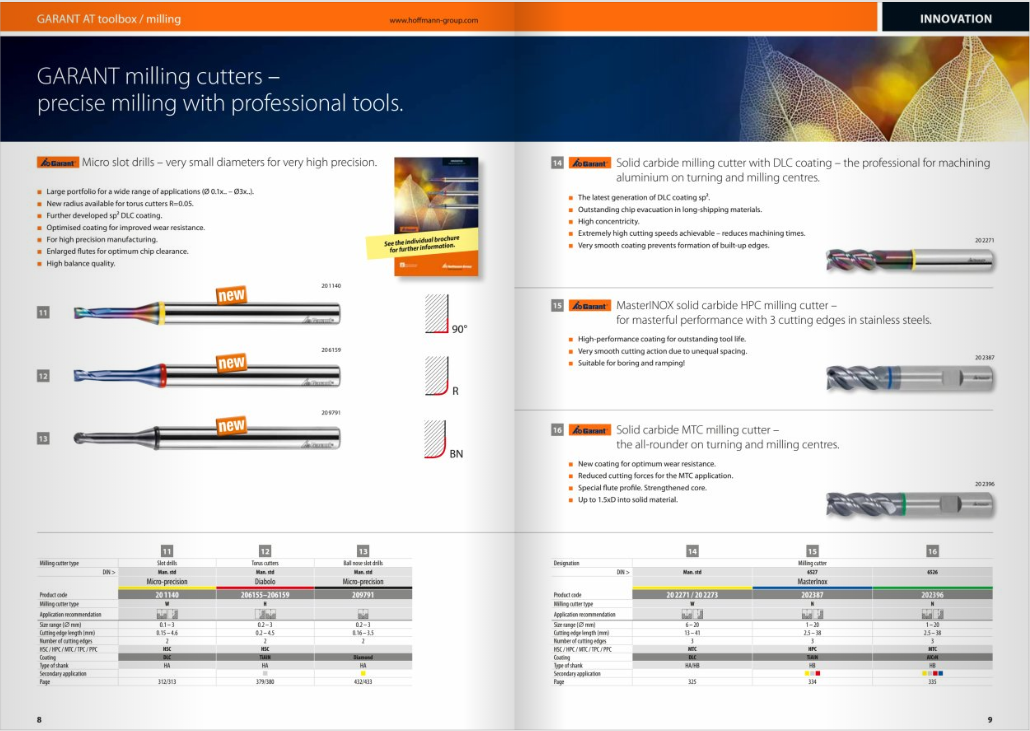 GARANT AT toolbox / milling
www.hoffmann-group.com
INNOVATION
GARANT milling cutters –
precise milling with professional tools.
Garant Micro slot drills – very small diameters for very high precision.
Large portfolio for a wide range of applications (Ø 0.1x.. – Ø3x..).
New radius available for torus cutters R=0.05.
Further developed sp² DLC coating.
Optimised coating for improved wear resistance.
For high precision manufacturing.
Enlarged flutes for optimum chip clearance.
High balance quality.
See the individual brochure
for further information.
new
20 1140
11
90°
new
20 6159
12
R
new
20 9791
13
BN
11 12 13
Milling cutter type Slot drills Torus cutters Ball nose slot drills
DIN > Man. std Man. std Man. std
Micro-precision Diabolo Micro-precision
Product code 20 1140 206155–206159 209791
Milling cutter type W H
Application recommendation
Size range (Ø mm) 0.1–3 0.2–3 0.2–3
Cutting edge length (mm) 0.15–4.6 0.2–4.5 0.16–3.5
Number of cutting edges 2 2 2
HSC / HPC / MTC / TPC / PPC HSC HSC
Coating DLC TiAlN Diamond
Type of shank HA HA HA
Secondary application
Page 312/313 379/380 432/433
8
14 Garant Solid carbide milling cutter with DLC coating – the professional for machining
aluminium on turning and milling centres.
The latest generation of DLC coating sp².
Outstanding chip evacuation in long-shipping materials.
High concentricity.
Extremely high cutting speeds achievable – reduces machining times.
Very smooth coating prevents formation of built-up edges.
20 2271
15 Garant MasterINOX solid carbide HPC milling cutter –
for masterful performance with 3 cutting edges in stainless steels.
High-performance coating for outstanding tool life.
Very smooth cutting action due to unequal spacing.
Suitable for boring and ramping!
20 2387
16 Garant Solid carbide MTC milling cutter –
the all-rounder on turning and milling centres.
New coating for optimum wear resistance.
Reduced cutting forces for the MTC application.
Special flute profile. Strengthened core.
Up to 1.5xD into solid material.
20 2396
14 15 16
Designation Milling cutter
DIN > Man. std 6527 6526
MasterInox
Product code 20 2271 / 20 2273 202387 202396
Milling cutter type W N N
Application recommendation
Size range (Ø mm) 6–20 1–20 1–20
Cutting edge length (mm) 13–41 2.5–38 2.5–38
Number of cutting edges 3 3 3
HSC / HPC / MTC / TPC / PPC MTC HPC MTC
Coating DLC TiAlN
Type of shank HA/HB HB HB
Secondary application
Page 325 334 335
9